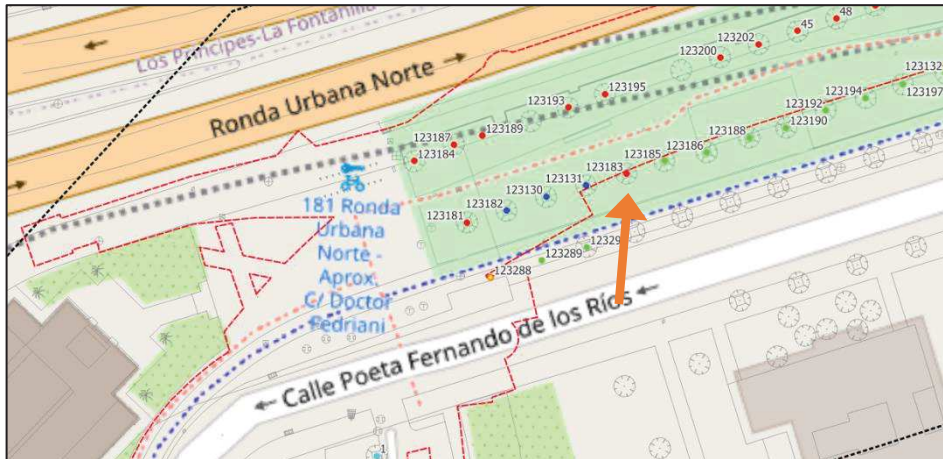 Los Príncipes-La Fontanilla
Ronda Urbana Norte
48
45
123202
123200
123195
123193
123189
123187
123184
123132
123197
123194
123192
123190
123188
123186
123185
123183
123131
123130
123182
123181
181 Ronda
Urbana
Norte -
Aprox.
C/ Doctor
Fedriani
12329
123289
123288
Calle Poeta Fernando de los Ríos
1